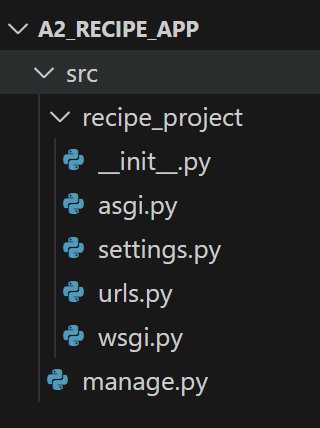 A2_RECIPE_APP
src
recipe_project
__init__.py
asgi.py
settings.py
urls.py
wsgi.py
manage.py